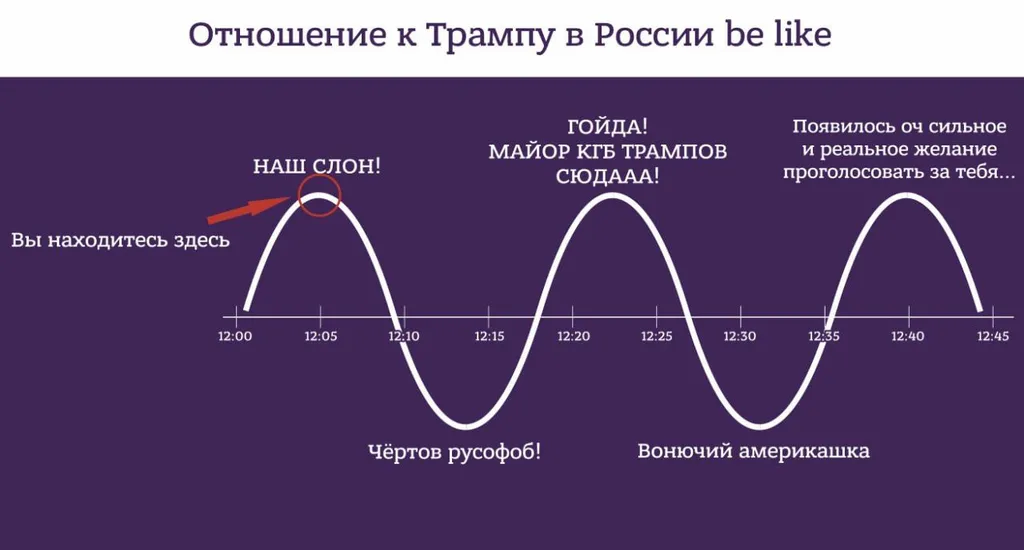 Отношение к Трампу в России be like
НАШ СЛОН!
ГОЙДА!
МАЙОР КГБ ТРАМПОВ
СЮДААА!
Появилось оч сильное
и реальное желание
проголосовать за тебя...
Вы находитесь здесь
12:00 12:05 12:10 12:15 12:20 12:25 12:30 12:35 12:40 12:45
Чёртов русофоб!
Вонючий америкашка